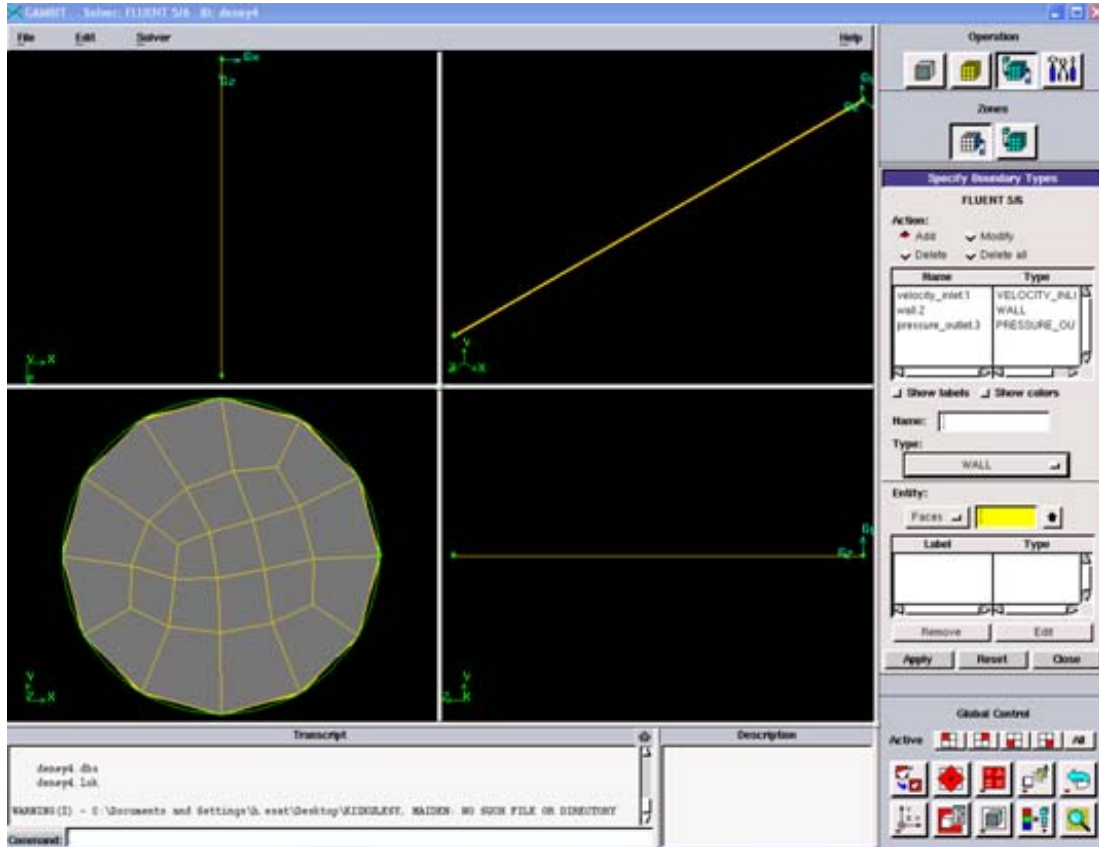 GAMBIT Solver: FLUENT 5/6 ID: deney4
File Edit Solver Help
Operation
Gx
Gz
Zones
Specify Boundary Types
FLUENT 5/6
Action:
Add Modify
Delete Delete all
Name Type
velocity_inlet.1 VELOCITY_INLI
wall.2 WALL
pressure_outlet.3 PRESSURE_OU
Show labels Show colors
Name:
Type:
WALL
Entity:
Faces
Label Type
Remove Edit
Apply Reset Close
Global Control
Active All
Transcript
Description
deney4.dbs
deney4.lok
Command: